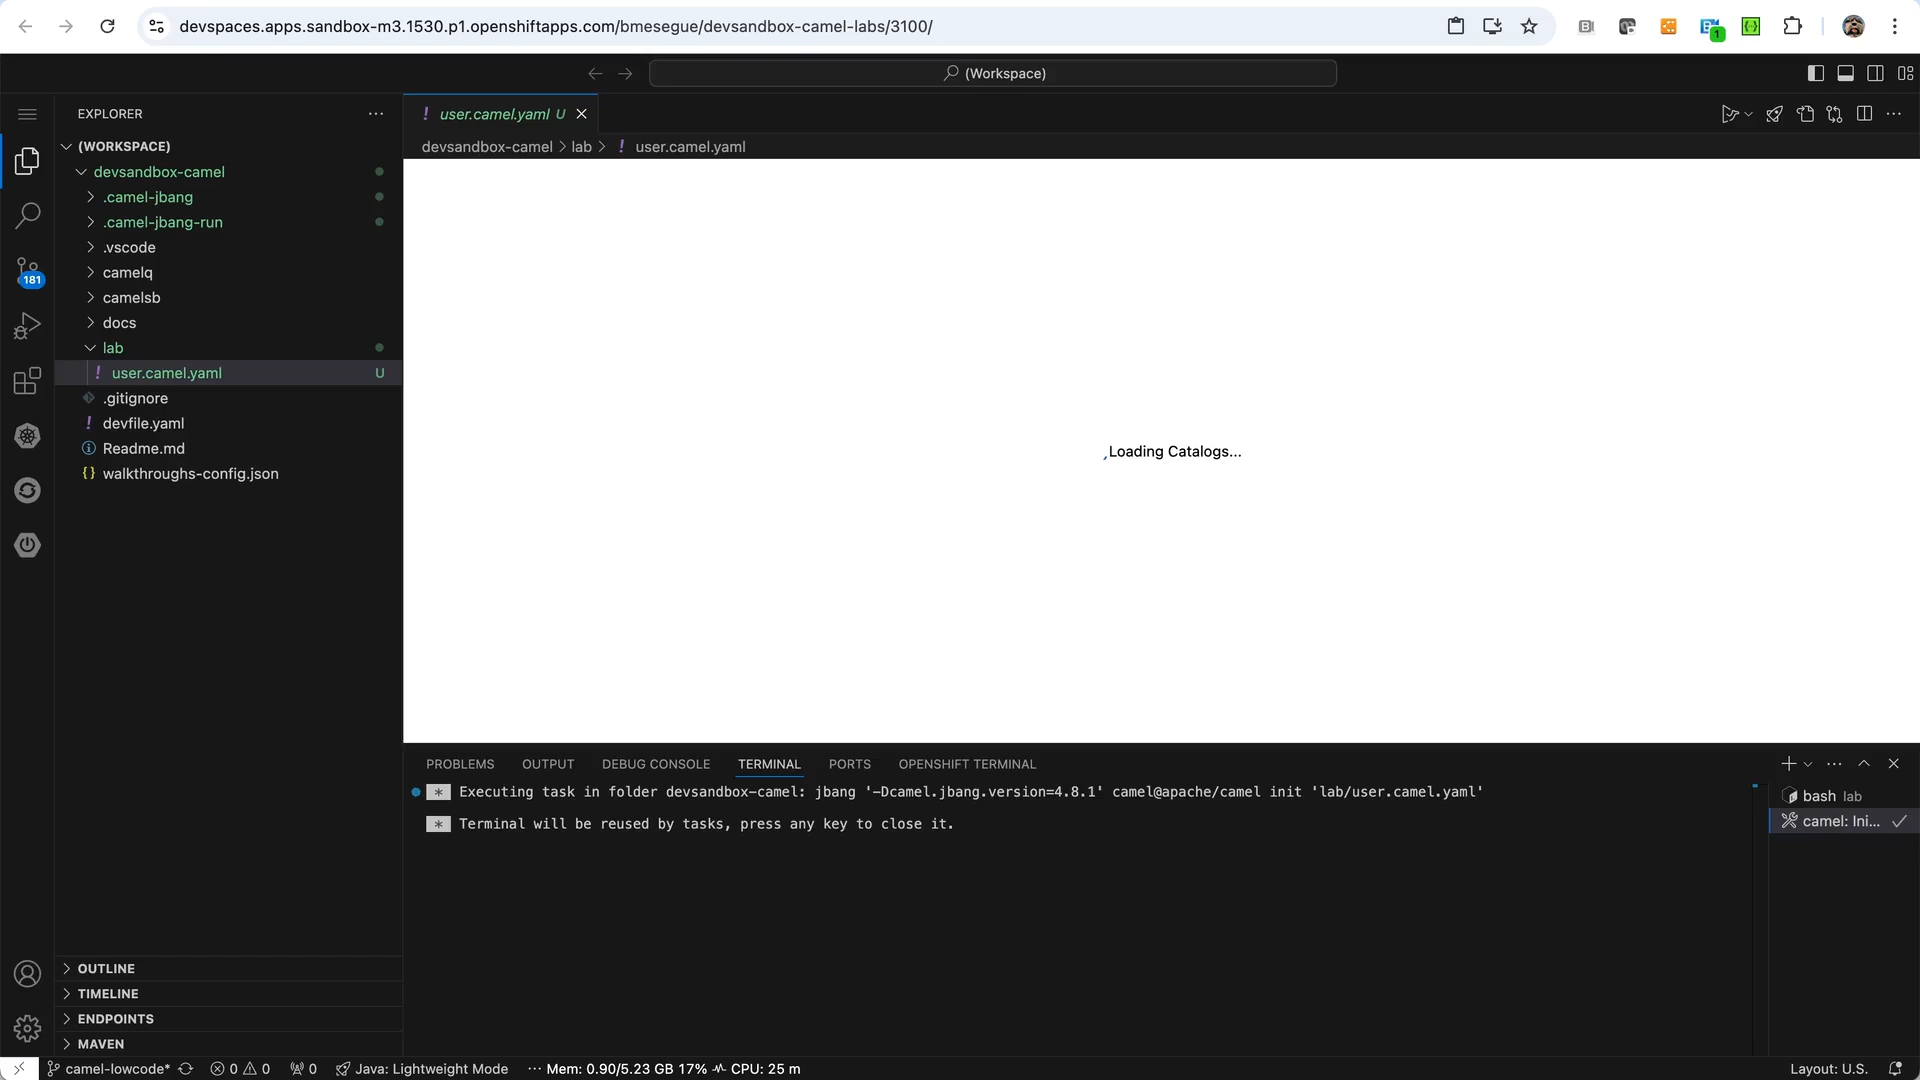 devspaces.apps.sandbox-m3.1530.p1.openshiftapps.com/bmesegue/devsandbox-camel-labs/3100/
1
(Workspace)
EXPLORER
user.camel.yaml U
(WORKSPACE)
devsandbox-camel > lab > ! user.camel.yaml
devsandbox-camel
.camel-jbang
.camel-jbang-run
.vscode
camelq
181
camelsb
docs
lab
! user.camel.yaml U
.gitignore
! devfile.yaml
Readme.md
{} walkthroughs-config.json
Loading Catalogs...
PROBLEMS OUTPUT DEBUG CONSOLE TERMINAL PORTS OPENSHIFT TERMINAL
* Executing task in folder devsandbox-camel: jbang '-Dcamel.jbang.version=4.8.1' camel@apache/camel init 'lab/user.camel.yaml'
* Terminal will be reused by tasks, press any key to close it.
bash lab
camel: Ini...
OUTLINE
TIMELINE
ENDPOINTS
MAVEN
camel-lowcode* 0 0 0 Java: Lightweight Mode ··· Mem: 0.90/5.23 GB 17% CPU: 25 m Layout: U.S.